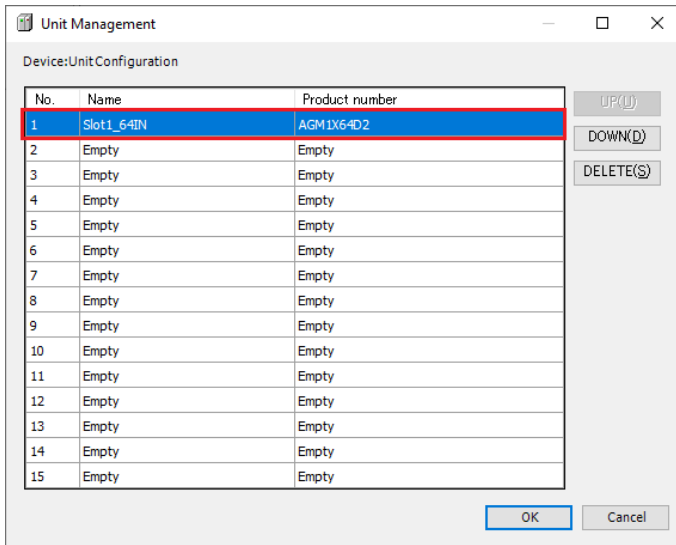 Unit Management
Device:UnitConfiguration
No. Name Product number
1 Slot1_64IN AGM1X64D2
2 Empty Empty
3 Empty Empty
4 Empty Empty
5 Empty Empty
6 Empty Empty
7 Empty Empty
8 Empty Empty
9 Empty Empty
10 Empty Empty
11 Empty Empty
12 Empty Empty
13 Empty Empty
14 Empty Empty
15 Empty Empty
UP(U)
DOWN(D)
DELETE(S)
OK Cancel